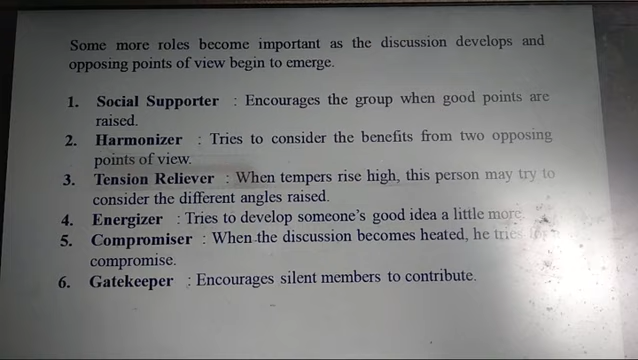 Some more roles become important as the discussion develops and
opposing points of view begin to emerge.
1. Social Supporter : Encourages the group when good points are
raised.
2. Harmonizer : Tries to consider the benefits from two opposing
points of view.
3. Tension Reliever : When tempers rise high, this person may try to
consider the different angles raised.
4. Energizer : Tries to develop someone's good idea a little more.
5. Compromiser : When the discussion becomes heated, he tries for
compromise.
6. Gatekeeper : Encourages silent members to contribute.